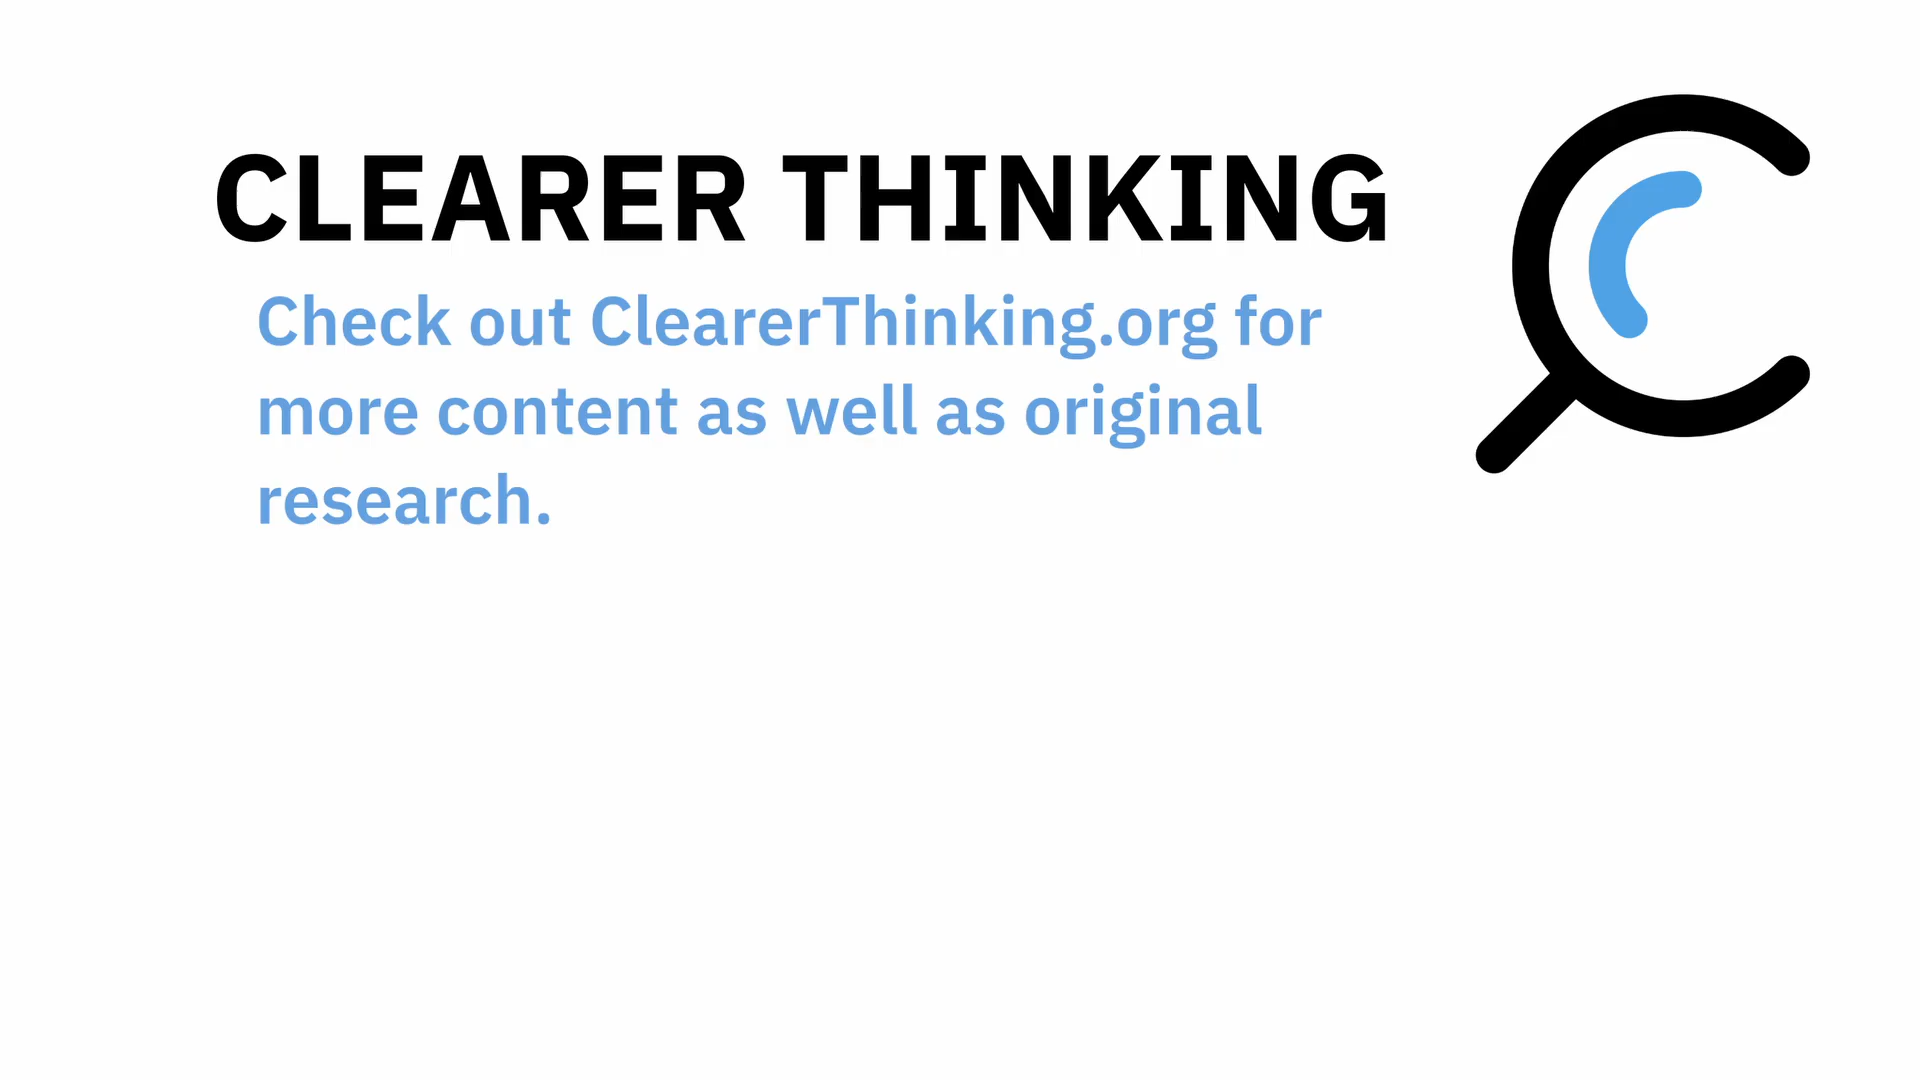 CLEARER THINKING
Check out ClearerThinking.org for
more content as well as original
research.